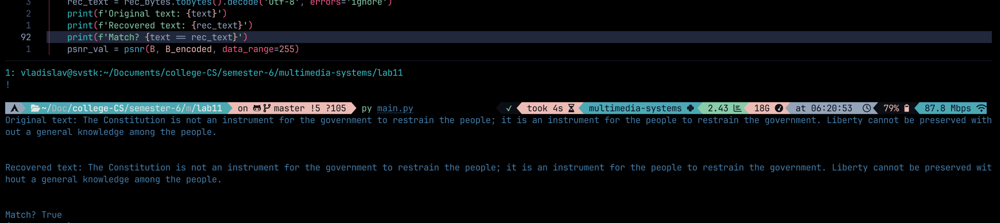 3 rec_text = rec_bytes.tobytes().decode('utf-8', errors='ignore')
2 print(f'Original text: {text}')
1 print(f'Recovered text: {rec_text}')
92 print(f'Match? {text == rec_text}')
1 psnr_val = psnr(B, B_encoded, data_range=255)
1: vladislav@svstk:~/Documents/college-CS/semester-6/multimedia-systems/lab11
!
~/Doc/college-CS/semester-6/m/lab11 on master !5 ?105 py main.py ✓ took 4s multimedia-systems 2.43 18G at 06:20:53 79% 87.8 Mbps
Original text: The Constitution is not an instrument for the government to restrain the people; it is an instrument for the people to restrain the government. Liberty cannot be preserved with
out a general knowledge among the people.
Recovered text: The Constitution is not an instrument for the government to restrain the people; it is an instrument for the people to restrain the government. Liberty cannot be preserved wit
hout a general knowledge among the people.
Match? True